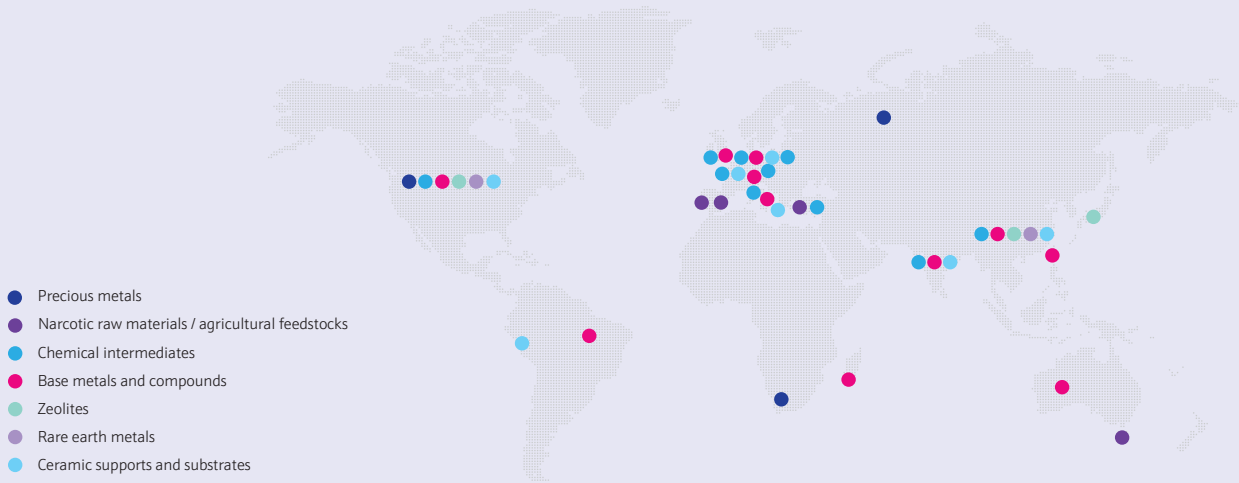 Precious metals
Narcotic raw materials / agricultural feedstocks
Chemical intermediates
Base metals and compounds
Zeolites
Rare earth metals
Ceramic supports and substrates